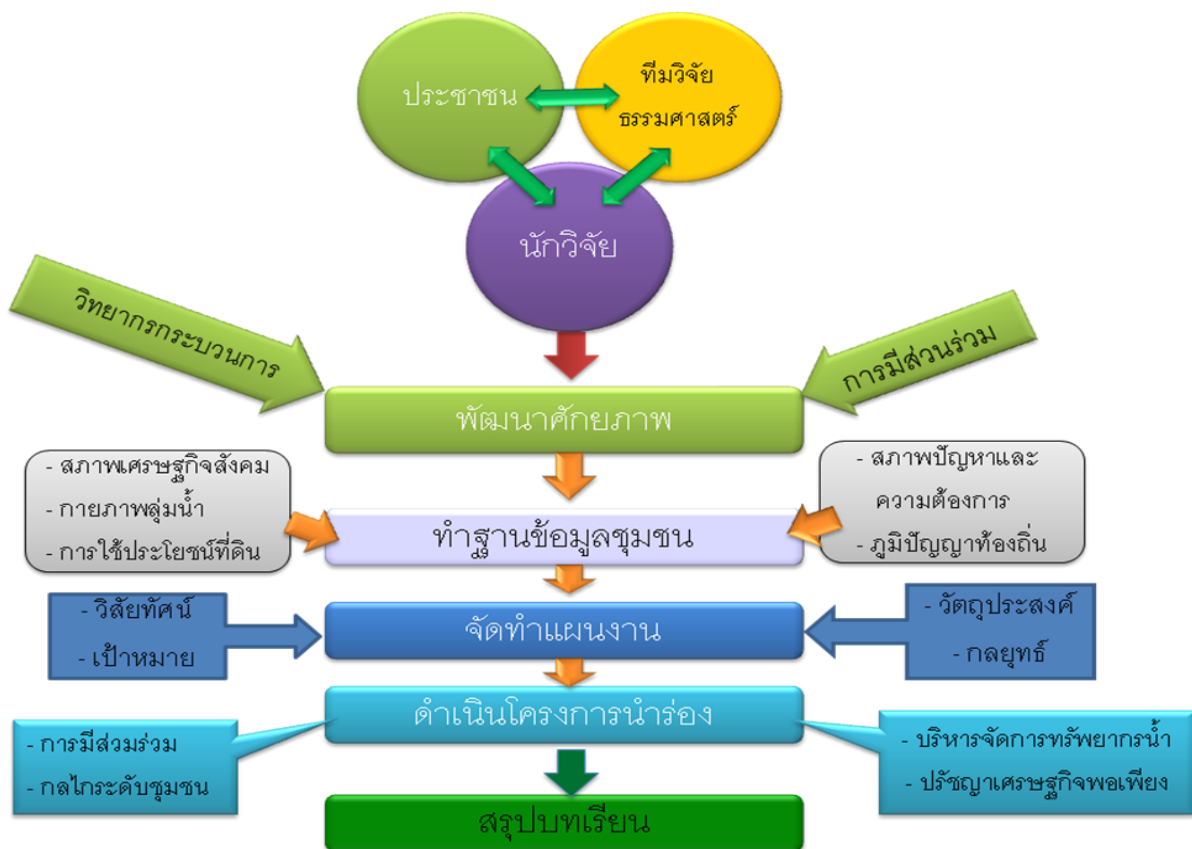 ประชาชน
ทีมวิจัย
ธรรมศาสตร์
นักวิจัย
วิทยากรกระบวนการ
การมีส่วนร่วม
พัฒนาศักยภาพ
- สภาพเศรษฐกิจสังคม
- กายภาพลุ่มน้ำ
- การใช้ประโยชน์ที่ดิน
- สภาพปัญหาและ
ความต้องการ
- ภูมิปัญญาท้องถิ่น
ทำฐานข้อมูลชุมชน
- วิสัยทัศน์
- เป้าหมาย
จัดทำแผนงาน
- วัตถุประสงค์
- กลยุทธ์
ดำเนินโครงการนำร่อง
- การมีส่วมร่วม
- กลไกระดับชุมชน
- บริหารจัดการทรัพยากรน้ำ
- ปรัชญาเศรษฐกิจพอเพียง
สรุปบทเรียน